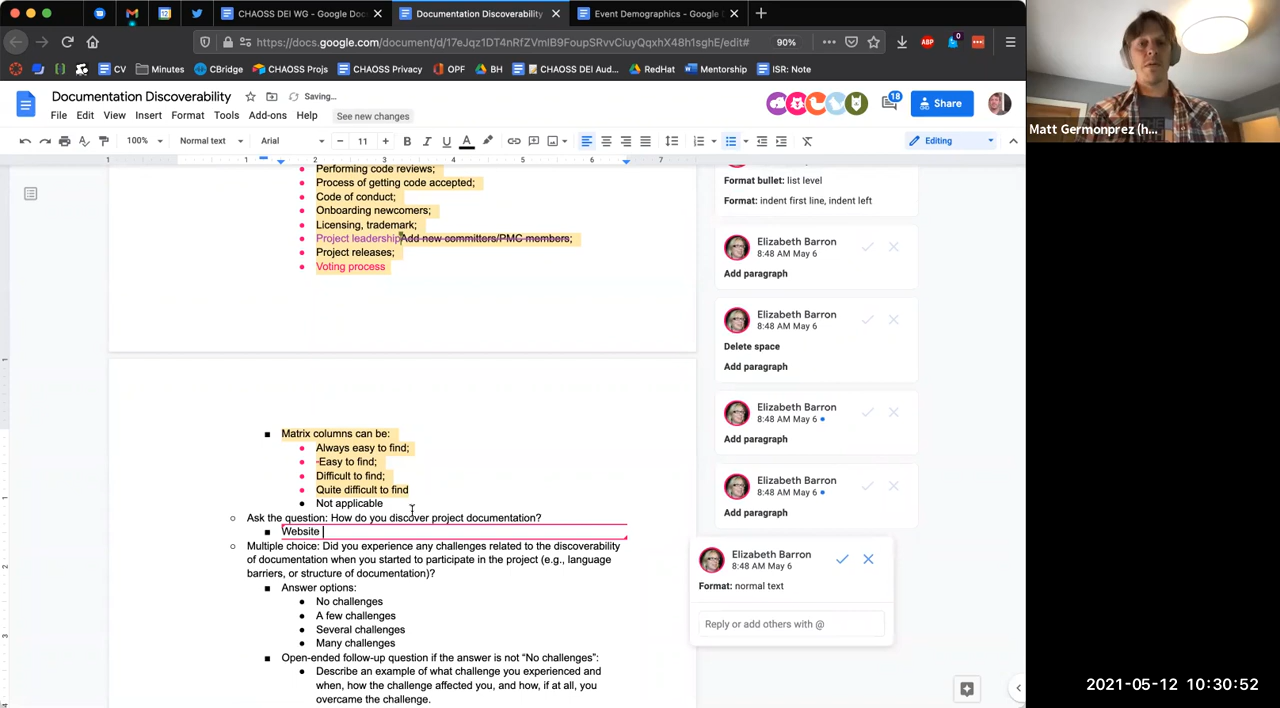 CHAOSS DEI WG - Google Doc
Documentation Discoverability
Event Demographics - Google
https://docs.google.com/document/d/17eJqz1DT4nRfZVmlB9FoupSRvvCiuyQqxhX48h1sghE/edit#
90%
ABP
0
CV
Minutes
CBridge
CHAOSS Projs
CHAOSS Privacy
OPF
BH
CHAOSS DEI Aud...
RedHat
Mentorship
ISR: Note
Documentation Discoverability
Saving...
File Edit View Insert Format Tools Add-ons Help
See new changes
18
Share
100%
Normal text
Arial
11
Editing
1 1 2 3 4 5 6 7
Performing code reviews;
Process of getting code accepted;
Code of conduct;
Onboarding newcomers;
Licensing, trademark;
Project leadershipAdd new committers/PMC members;
Project releases;
Voting process
Matrix columns can be:
Always easy to find;
Easy to find;
Difficult to find;
Quite difficult to find
Not applicable
Ask the question: How do you discover project documentation?
Website
Multiple choice: Did you experience any challenges related to the discoverability
of documentation when you started to participate in the project (e.g., language
barriers, or structure of documentation)?
Answer options:
No challenges
A few challenges
Several challenges
Many challenges
Open-ended follow-up question if the answer is not “No challenges”:
Describe an example of what challenge you experienced and
when, how the challenge affected you, and how, if at all, you
overcame the challenge.
Format bullet: list level
Format: indent first line, indent left
Elizabeth Barron
8:48 AM May 6
Add paragraph
Elizabeth Barron
8:48 AM May 6
Delete space
Add paragraph
Elizabeth Barron
8:48 AM May 6
Add paragraph
Elizabeth Barron
8:48 AM May 6
Add paragraph
Elizabeth Barron
8:48 AM May 6
Format: normal text
Reply or add others with @
Matt Germonprez (h...
2021-05-12 10:30:52